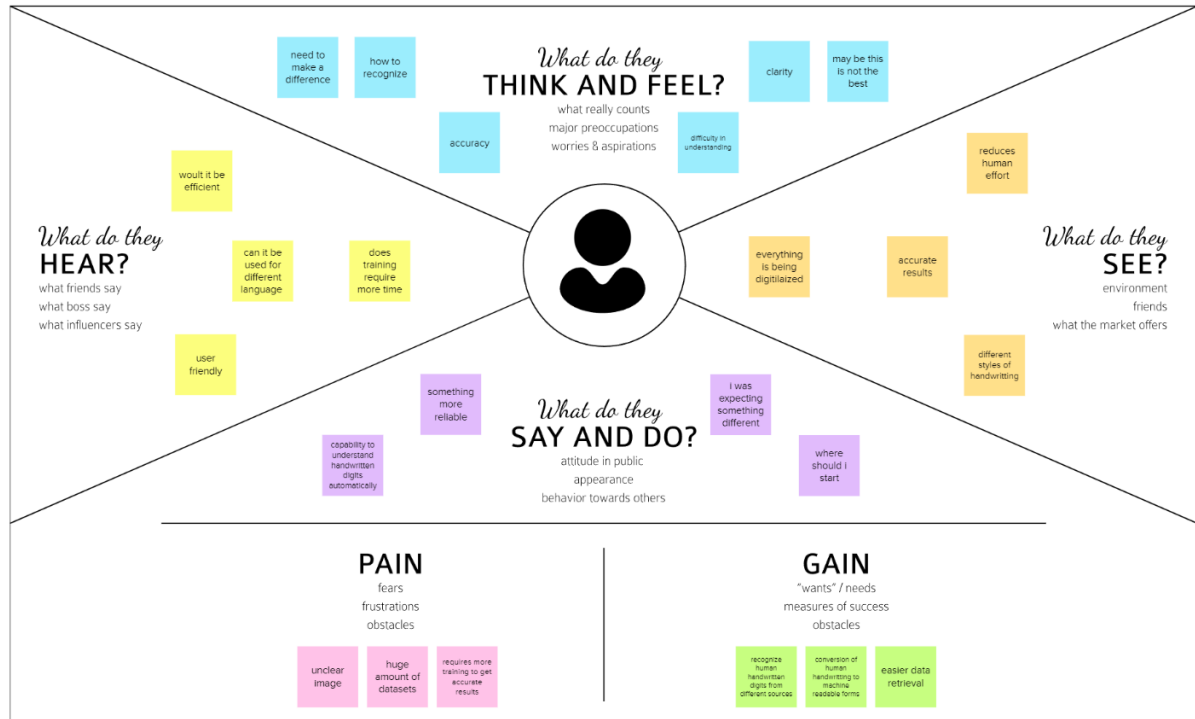 What do they
THINK AND FEEL?
what really counts
major preoccupations
worries & aspirations
need to
make a
difference
how to
recognize
accuracy
clarity
may be this
is not the
best
difficulty in
understanding
What do they
HEAR?
what friends say
what boss say
what influencers say
woult it be
efficient
can it be
used for
different
language
does
training
require
more time
user
friendly
What do they
SEE?
environment
friends
what the market offers
reduces
human
effort
everything
is being
digitilaized
accurate
results
different
styles of
handwritting
What do they
SAY AND DO?
attitude in public
appearance
behavior towards others
something
more
reliable
capability to
understand
handwritten
digits
automatically
i was
expecting
something
different
where
should i
start
PAIN
fears
frustrations
obstacles
unclear
image
huge
amount of
datasets
requires more
training to get
accurate
results
GAIN
"wants" / needs
measures of success
obstacles
recognize
human
handwritten
digits from
different sources
conversion of
human
handwritting to
machine
readable forms
easier data
retrieval